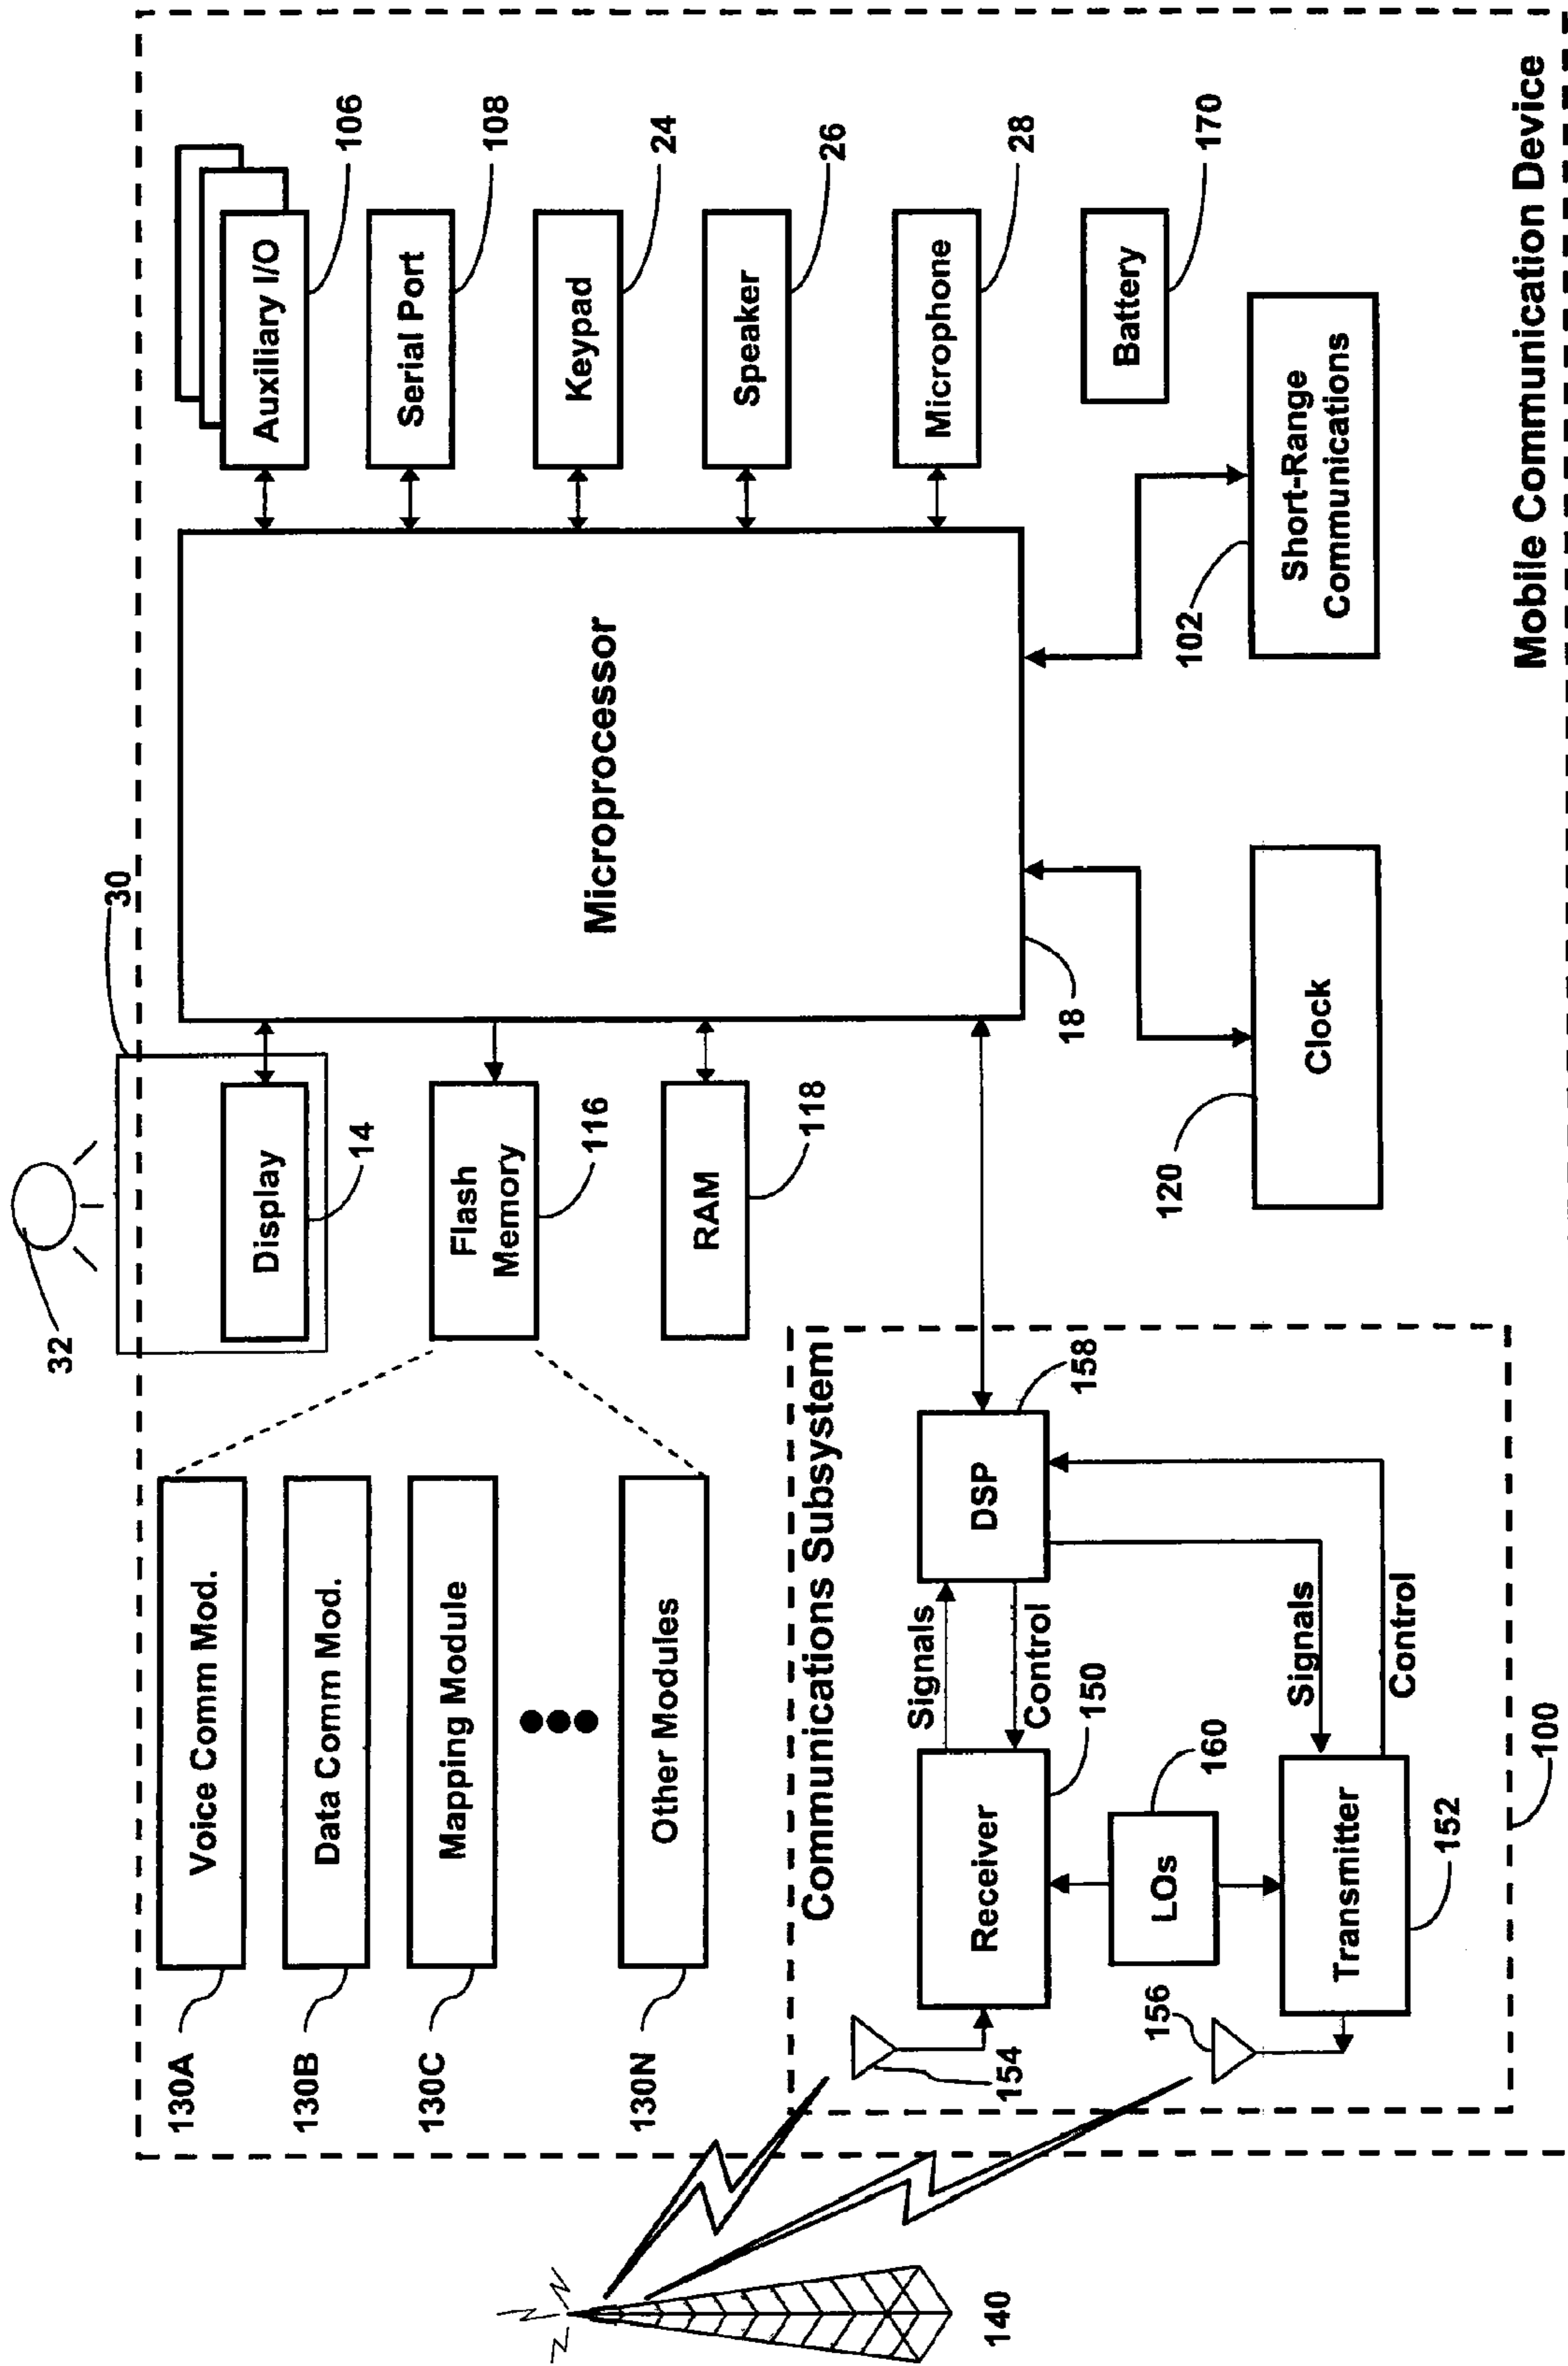 32
30
130A
Voice Comm Mod.
130B
Data Comm Mod.
130C
Mapping Module
130N
Other Modules
Display
14
Flash
Memory
116
RAM
118
Microprocessor
18
Auxiliary I/O
106
Serial Port
108
Keypad
24
Speaker
26
Microphone
28
Battery
170
Short-Range
Communications
102
Clock
120
Communications Subsystem
Receiver
150
Signals
Control
DSP
158
LOs
160
Transmitter
152
Signals
Control
154
156
100
140
Mobile Communication Device